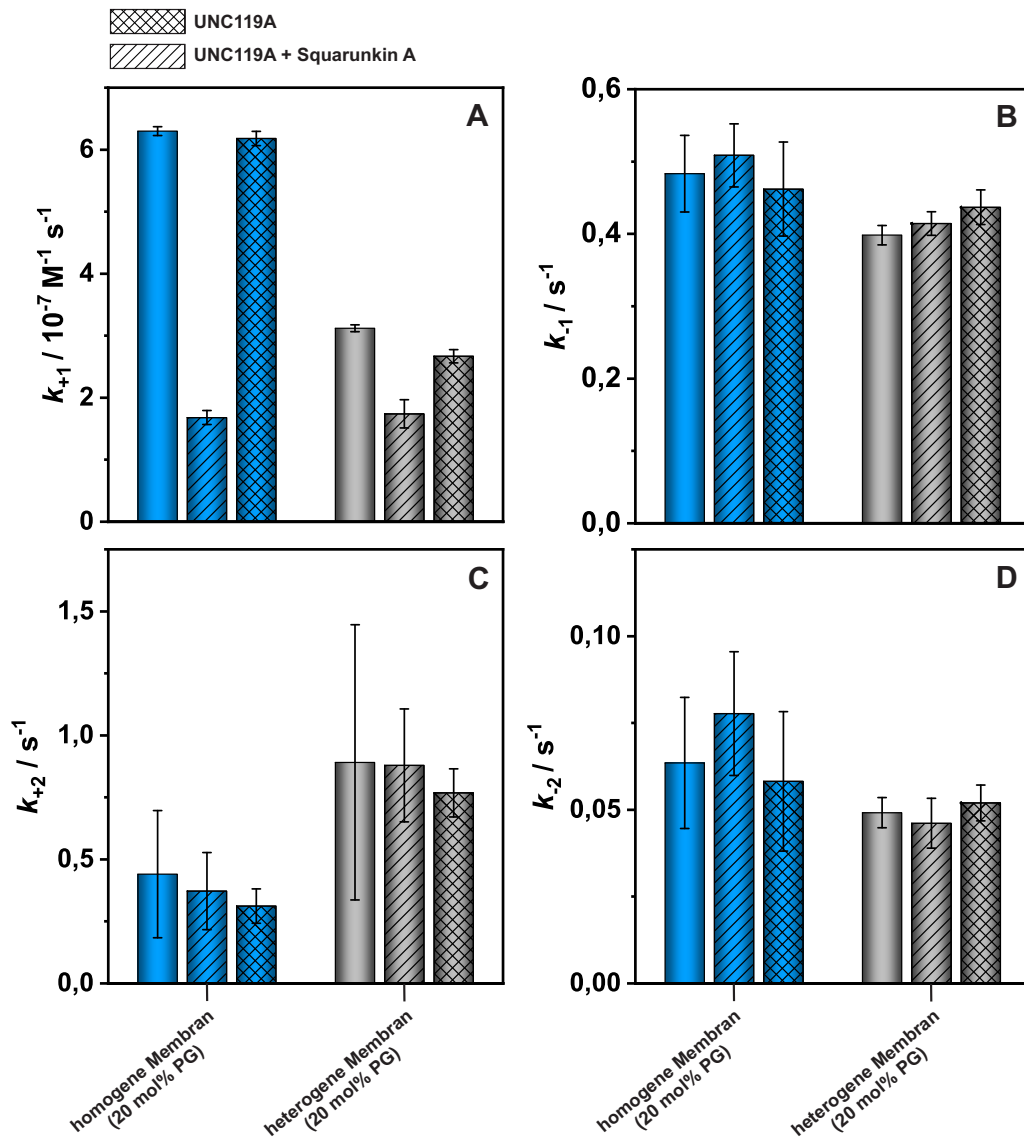 UNC119A
UNC119A + Squarunkin A
A
k+1 / 10-7 M-1 s-1
6
4
2
0
B
k-1 / s-1
0,6
0,4
0,2
0,0
C
k+2 / s-1
1,5
1,0
0,5
0,0
D
k-2 / s-1
0,10
0,05
0,00
homogene Membran
(20 mol% PG)
heterogene Membran
(20 mol% PG)
homogene Membran
(20 mol% PG)
heterogene Membran
(20 mol% PG)